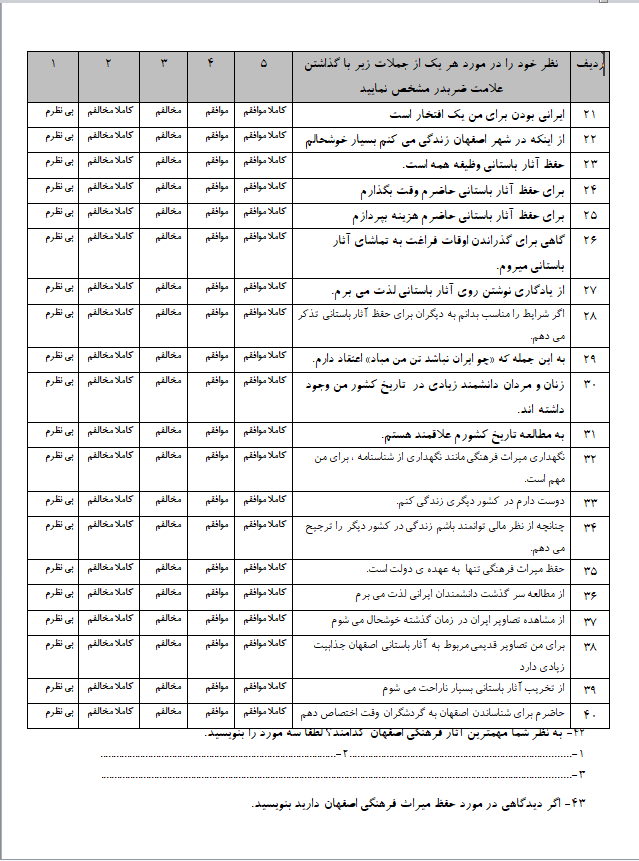 ردیف نظر خود را در مورد هر یک از جملات زیر با گذاشتن علامت ضربدر مشخص نمایید ۵ ۴ ۳ ۲ ۱
۲۱ ایرانی بودن برای من یک افتخار است کاملا موافقم موافقم مخالفم کاملا مخالفم بی نظرم
۲۲ از اینکه در شهر اصفهان زندگی می کنم بسیار خوشحالم کاملا موافقم موافقم مخالفم کاملا مخالفم بی نظرم
۲۳ حفظ آثار باستانی وظیفه همه است. کاملا موافقم موافقم مخالفم کاملا مخالفم بی نظرم
۲۴ برای حفظ آثار باستانی حاضرم وقت بگذارم کاملا موافقم موافقم مخالفم کاملا مخالفم بی نظرم
۲۵ برای حفظ آثار باستانی حاضرم هزینه بپردازم کاملا موافقم موافقم مخالفم کاملا مخالفم بی نظرم
۲۶ گاهی برای گذراندن اوقات فراغت به تماشای آثار کاملا موافقم موافقم مخالفم کاملا مخالفم بی نظرم
باستانی میروم.
۲۷ از یادگاری نوشتن روی آثار باستانی لذت می برم. کاملا موافقم موافقم مخالفم کاملا مخالفم بی نظرم
۲۸ اگر شرایط را مناسب بدانم به دیگران برای حفظ آثار باستانی تذکر کاملا موافقم موافقم مخالفم کاملا مخالفم بی نظرم
می دهم.
۲۹ به این جمله که «چو ایران نباشد تن من مباد» اعتقاد دارم. کاملا موافقم موافقم مخالفم کاملا مخالفم بی نظرم
۳۰ زنان و مردان دانشمند زیادی در تاریخ کشور من وجود کاملا موافقم موافقم مخالفم کاملا مخالفم بی نظرم
داشته اند.
۳۱ به مطالعه تاریخ کشورم علاقمند هستم. کاملا موافقم موافقم مخالفم کاملا مخالفم بی نظرم
۳۲ نگهداری میراث فرهنگی مانند نگهداری از شناسنامه ، برای من کاملا موافقم موافقم مخالفم کاملا مخالفم بی نظرم
مهم است.
۳۳ دوست دارم در کشور دیگری زندگی کنم. کاملا موافقم موافقم مخالفم کاملا مخالفم بی نظرم
۳۴ چنانچه از نظر مالی توانمند باشم زندگی در کشور دیگر را ترجیح کاملا موافقم موافقم مخالفم کاملا مخالفم بی نظرم
می دهم.
۳۵ حفظ میراث فرهنگی تنها به عهده ی دولت است. کاملا موافقم موافقم مخالفم کاملا مخالفم بی نظرم
۳۶ از مطالعه سر گذشت دانشمندان ایرانی لذت می برم کاملا موافقم موافقم مخالفم کاملا مخالفم بی نظرم
۳۷ از مشاهده تصاویر ایران در زمان گذشته خوشحال می شوم کاملا موافقم موافقم مخالفم کاملا مخالفم بی نظرم
۳۸ برای من تصاویر قدیمی مربوط به آثار باستانی اصفهان جذابیت کاملا موافقم موافقم مخالفم کاملا مخالفم بی نظرم
زیادی دارد
۳۹ از تخریب آثار باستانی بسیار ناراحت می شوم کاملا موافقم موافقم مخالفم کاملا مخالفم بی نظرم
۴۰ حاضرم برای شناساندن اصفهان به گردشگران وقت اختصاص دهم کاملا موافقم موافقم مخالفم کاملا مخالفم بی نظرم
۴۲- به نظر شما مهمترین آثار فرهنگی اصفهان کدامند؟ لطفا سه مورد را بنویسید.
۱-............................................................۲-............................................................
۳-........................................................................................................................
۴۳- اگر دیدگاهی در مورد حفظ میراث فرهنگی اصفهان دارید بنویسید.